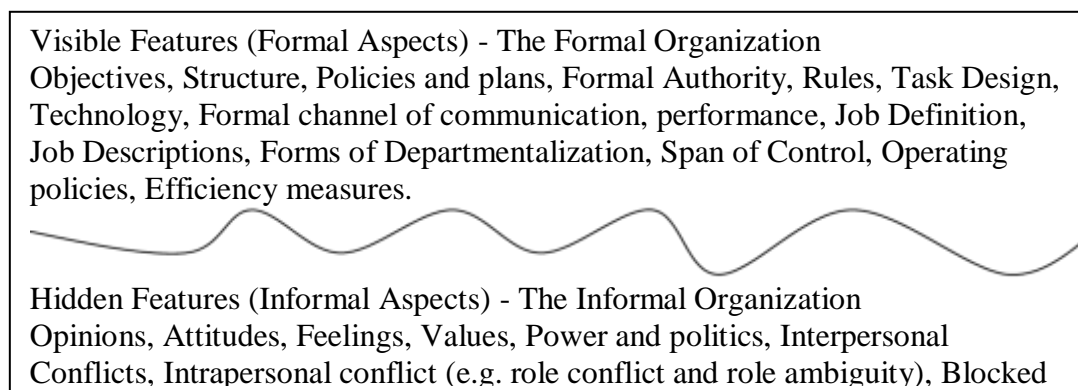 Visible Features (Formal Aspects) - The Formal Organization
Objectives, Structure, Policies and plans, Formal Authority, Rules, Task Design,
Technology, Formal channel of communication, performance, Job Definition,
Job Descriptions, Forms of Departmentalization, Span of Control, Operating
policies, Efficiency measures.
Hidden Features (Informal Aspects) - The Informal Organization
Opinions, Attitudes, Feelings, Values, Power and politics, Interpersonal
Conflicts, Intrapersonal conflict (e.g. role conflict and role ambiguity), Blocked